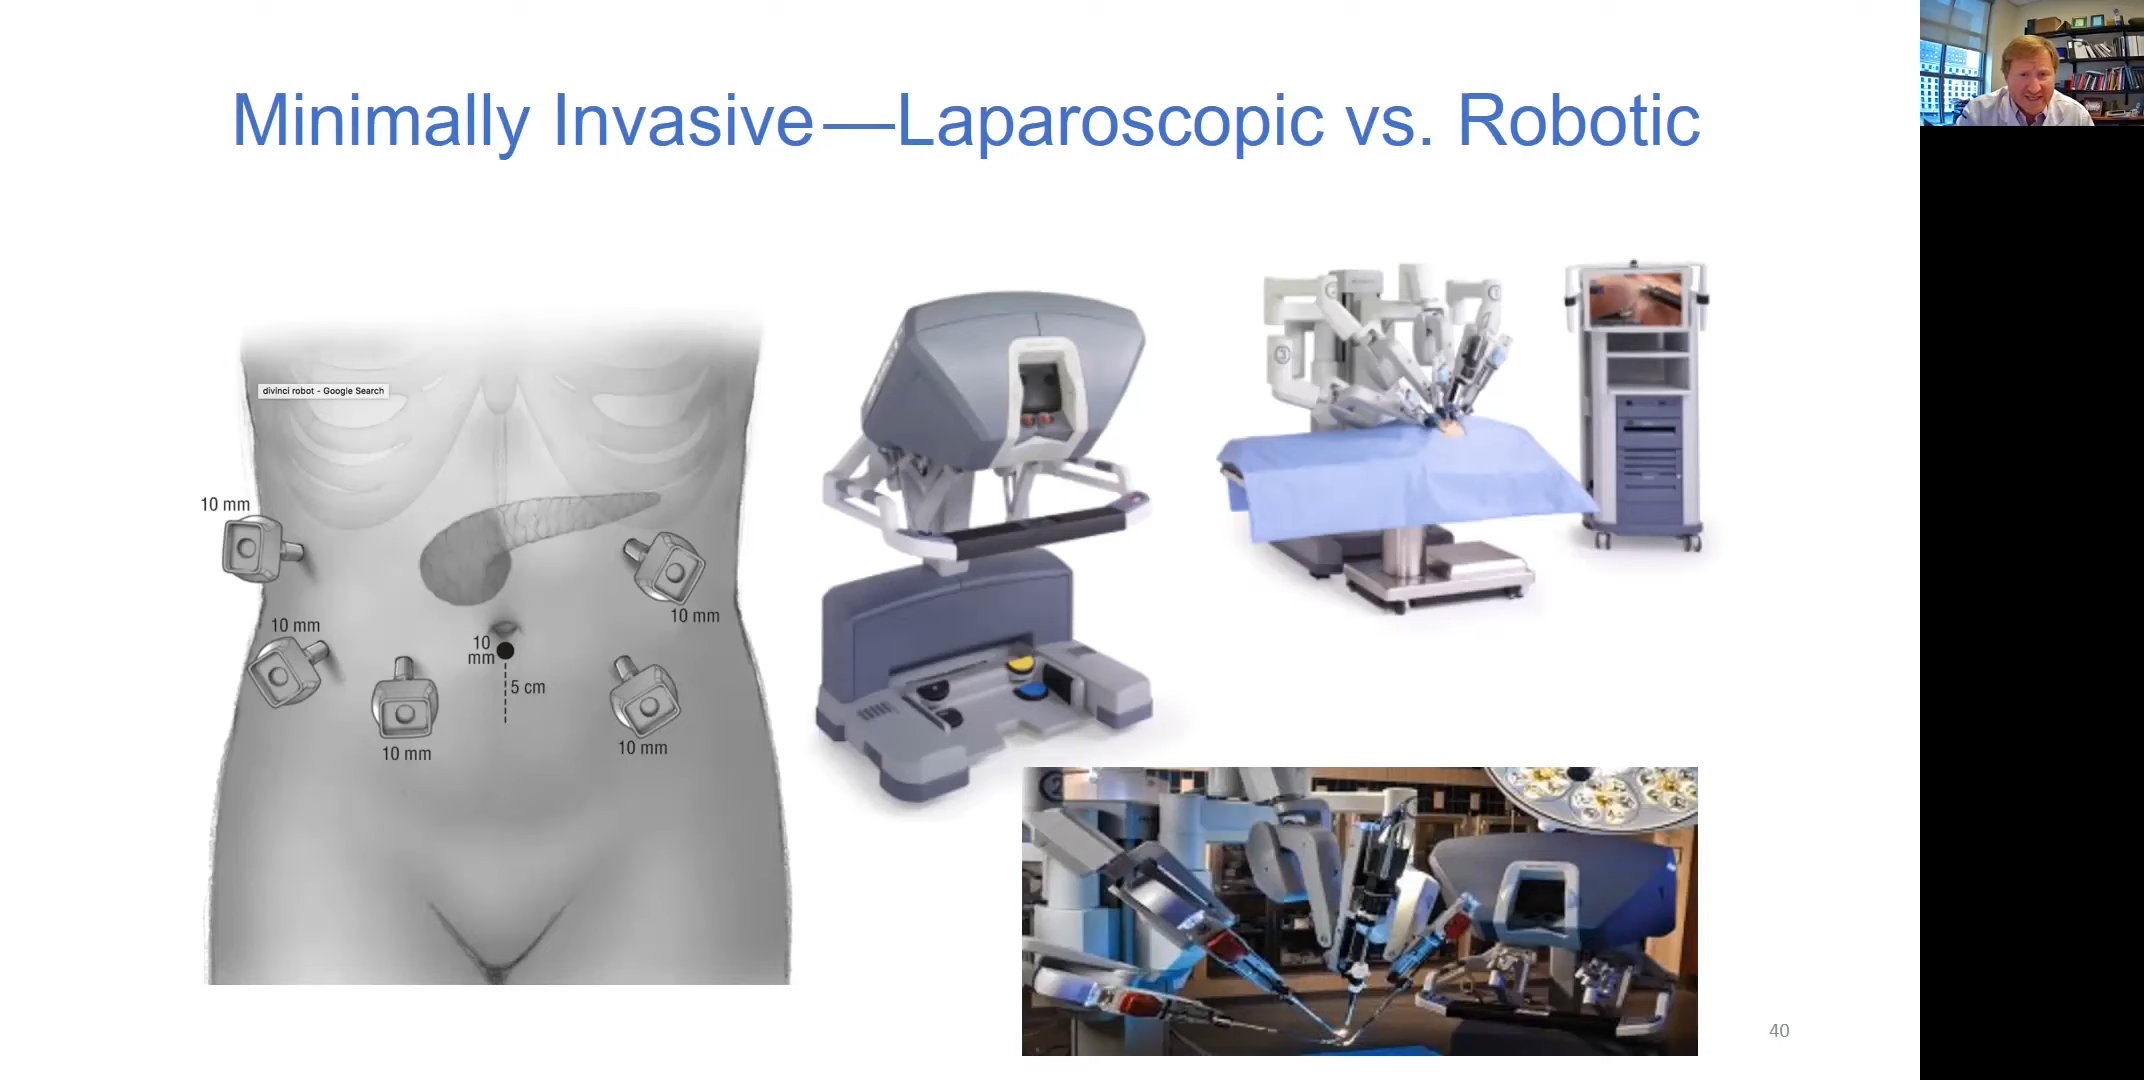 Minimally Invasive—Laparoscopic vs. Robotic
divinci robot - Google Search
10 mm
10 mm
10 mm
10
mm
5 cm
10 mm
10 mm
40